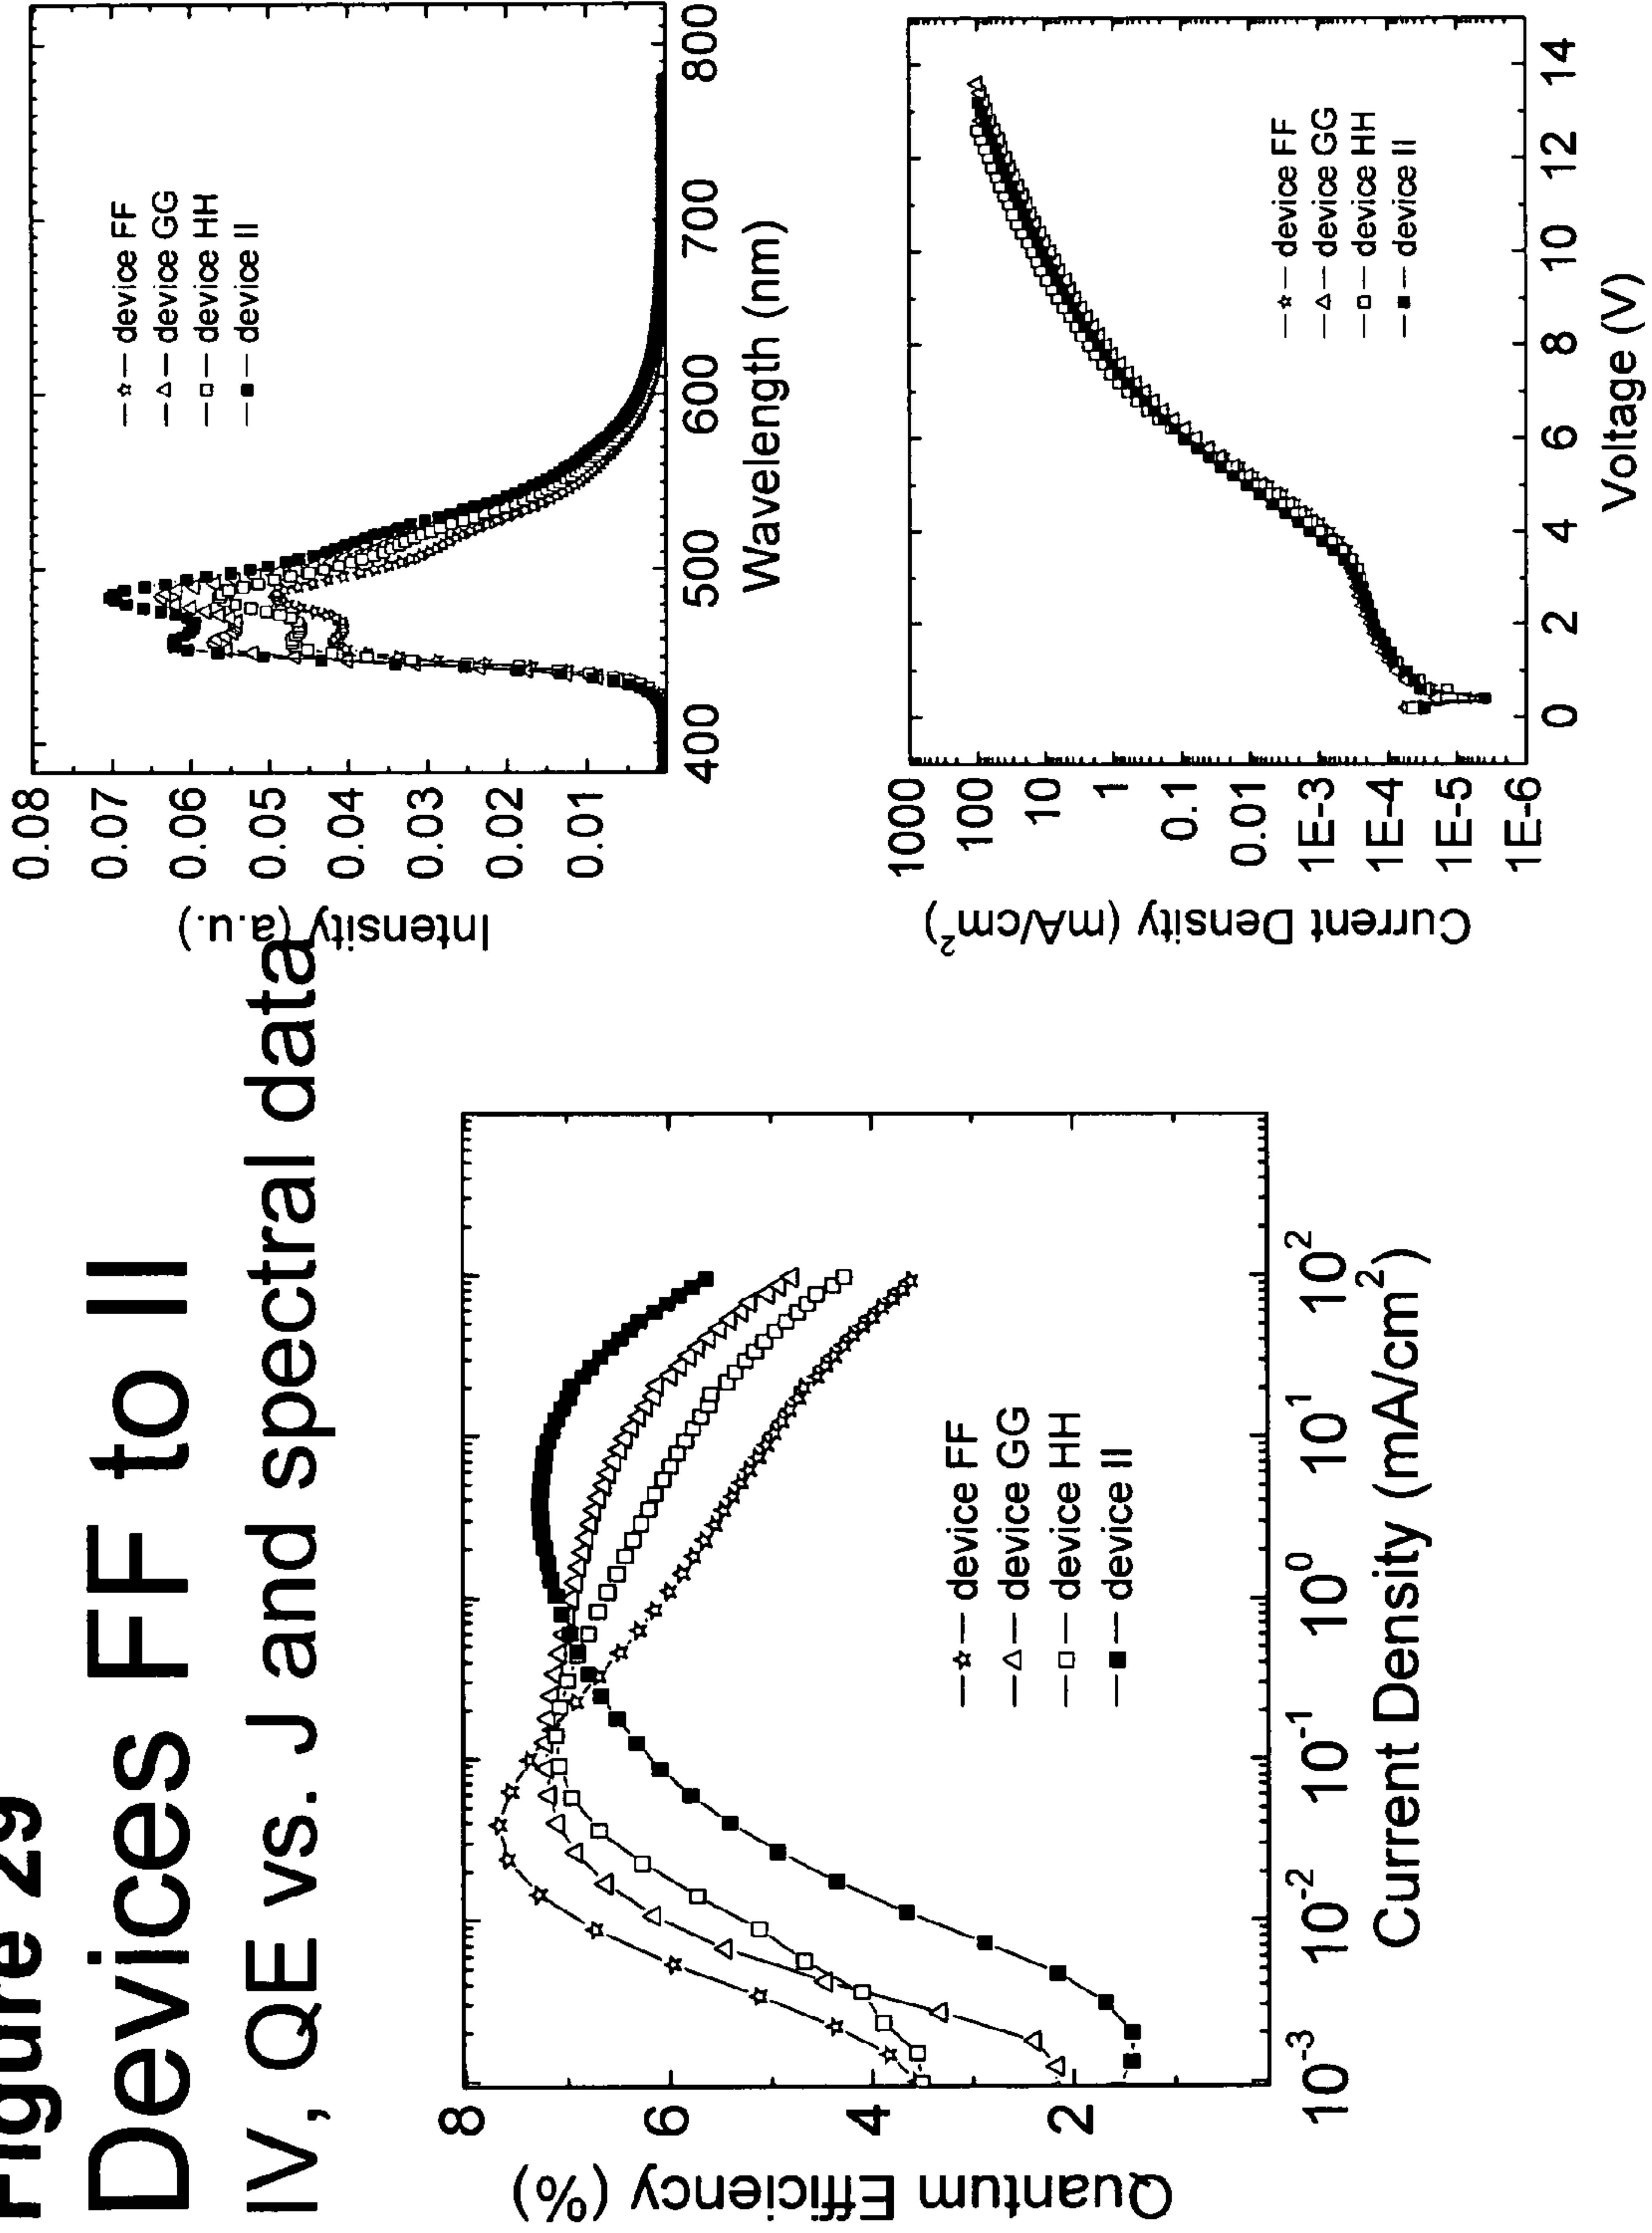 Figure 29
Devices FF to II
IV, QE vs. J and spectral data
Quantum Efficiency (%)
8
6
4
2
device FF
device GG
device HH
device II
10-3 10-2 10-1 100 101 102
Current Density (mA/cm2)
Intensity (a.u.)
0.08
0.07
0.06
0.05
0.04
0.03
0.02
0.01
device FF
device GG
device HH
device II
400 500 600 700 800
Wavelength (nm)
Current Density (mA/cm2)
1000
100
10
1
0.1
0.01
1E-3
1E-4
1E-5
1E-6
device FF
device GG
device HH
device II
0 2 4 6 8 10 12 14
Voltage (V)